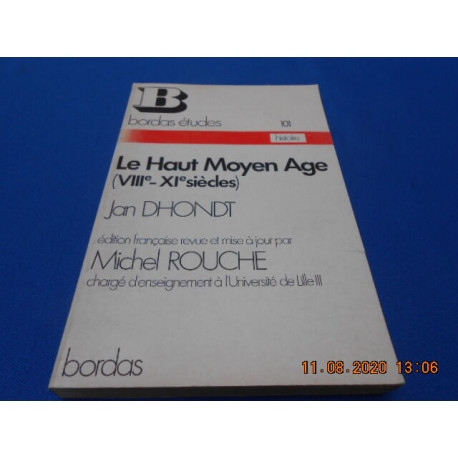 B
bordas études 101
histoire
Le Haut Moyen Age
(VIIIe-XIe siècles)
Jan DHONDT
édition française revue et mise à jour par
Michel ROUCHE
chargé d'enseignement à l'Université de Lille III
bordas
11.08.2020 13:06